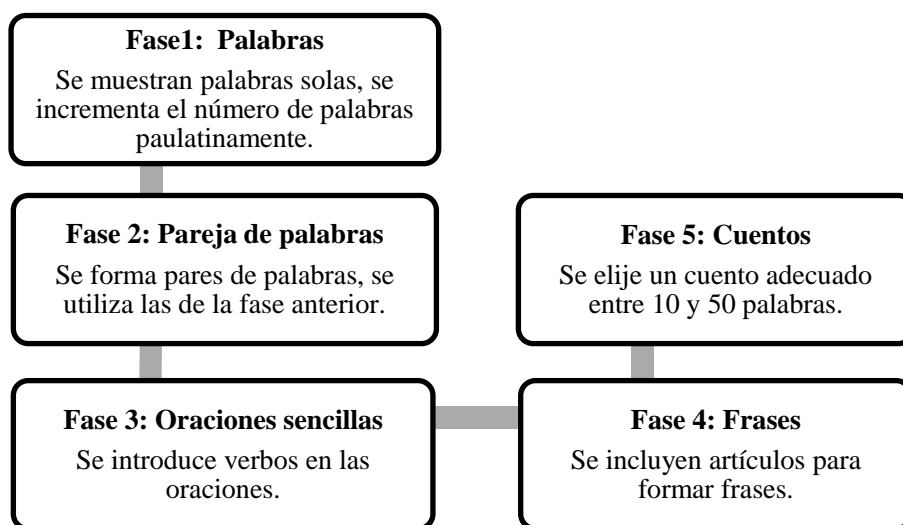 Fase1: Palabras
Se muestran palabras solas, se
incrementa el número de palabras
paulatinamente.
Fase 2: Pareja de palabras
Se forma pares de palabras, se
utiliza las de la fase anterior.
Fase 3: Oraciones sencillas
Se introduce verbos en las
oraciones.
Fase 4: Frases
Se incluyen artículos para
formar frases.
Fase 5: Cuentos
Se elije un cuento adecuado
entre 10 y 50 palabras.